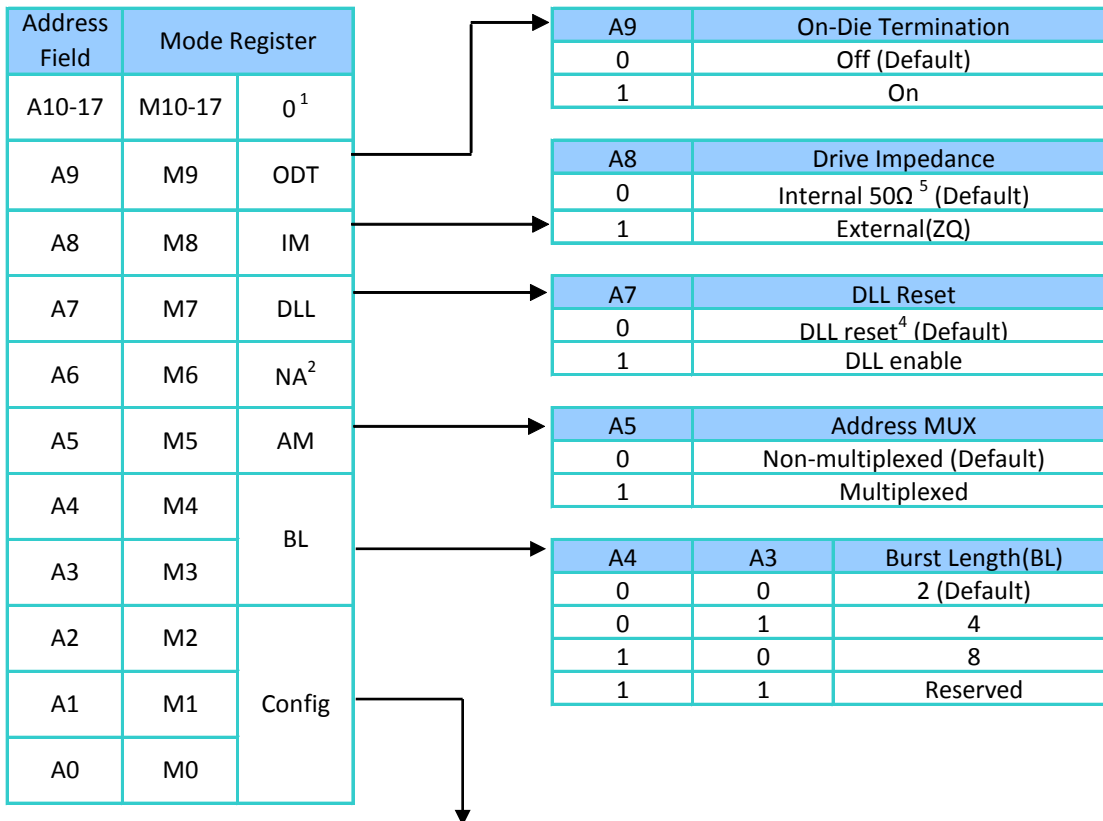 Address Field Mode Register
A10-17 M10-17 0¹
A9 M9 ODT
A8 M8 IM
A7 M7 DLL
A6 M6 NA²
A5 M5 AM
A4 M4 BL
A3 M3
A2 M2 Config
A1 M1
A0 M0
A9 On-Die Termination
0 Off (Default)
1 On
A8 Drive Impedance
0 Internal 50Ω ⁵ (Default)
1 External(ZQ)
A7 DLL Reset
0 DLL reset⁴ (Default)
1 DLL enable
A5 Address MUX
0 Non-multiplexed (Default)
1 Multiplexed
A4 A3 Burst Length(BL)
0 0 2 (Default)
0 1 4
1 0 8
1 1 Reserved